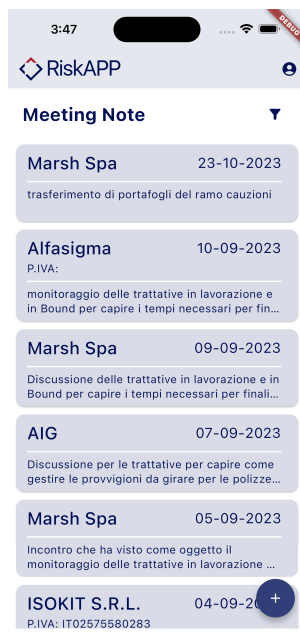 3:47
DEBUG
RiskAPP
Meeting Note
Marsh Spa 23-10-2023
trasferimento di portafogli del ramo cauzioni
Alfasigma 10-09-2023
P.IVA:
monitoraggio delle trattative in lavorazione e
in Bound per capire i tempi necessari per fin...
Marsh Spa 09-09-2023
Discussione delle trattative in lavorazione e in
Bound per capire i tempi necessari per finali...
AIG 07-09-2023
Discussione per le trattative per capire come
gestire le provvigioni da girare per le polizze...
Marsh Spa 05-09-2023
Incontro che ha visto come oggetto il
monitoraggio delle trattative in lavorazione ...
ISOKIT S.R.L. 04-09-20
P.IVA: IT02575580283
+